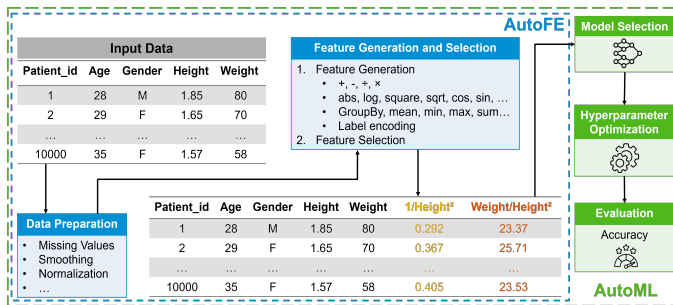 AutoFE
Input Data
Patient_id Age Gender Height Weight
1 28 M 1.85 80
2 29 F 1.65 70
... ... ... ... ...
10000 35 F 1.57 58
Data Preparation
• Missing Values
• Smoothing
• Normalization
• ...
Feature Generation and Selection
1. Feature Generation
• +, -, ÷, ×
• abs, log, square, sqrt, cos, sin, ...
• GroupBy, mean, min, max, sum...
• Label encoding
2. Feature Selection
Patient_id Age Gender Height Weight 1/Height² Weight/Height²
1 28 M 1.85 80 0.292 23.37
2 29 F 1.65 70 0.367 25.71
... ... ... ... ... ... ...
10000 35 F 1.57 58 0.405 23.53
Model Selection
Hyperparameter
Optimization
Evaluation
Accuracy
AutoML